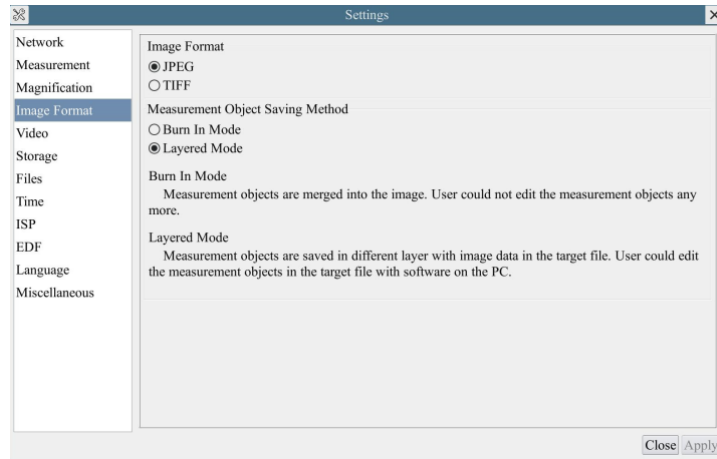 Settings
Network
Measurement
Magnification
Image Format
Video
Storage
Files
Time
ISP
EDF
Language
Miscellaneous
Image Format
JPEG
TIFF
Measurement Object Saving Method
Burn In Mode
Layered Mode
Burn In Mode
Measurement objects are merged into the image. User could not edit the measurement objects any
more.
Layered Mode
Measurement objects are saved in different layer with image data in the target file. User could edit
the measurement objects in the target file with software on the PC.
Close Apply